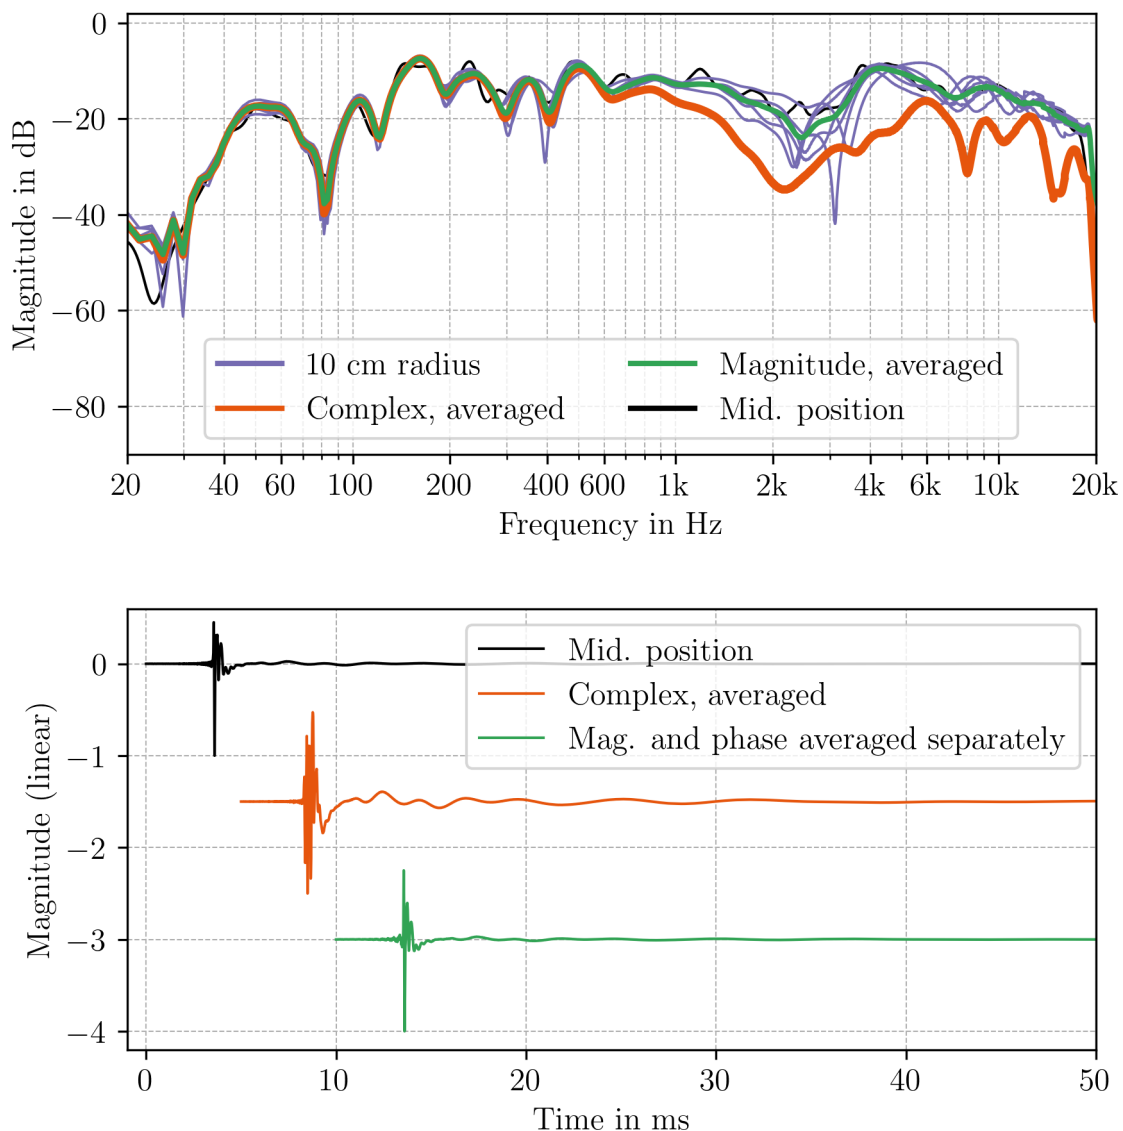 0
−20
−40
−60
−80
Magnitude in dB
10 cm radius
Complex, averaged
Magnitude, averaged
Mid. position
20 40 60 100 200 400 600 1k 2k 4k 6k 10k 20k
Frequency in Hz
0
−1
−2
−3
−4
Magnitude (linear)
Mid. position
Complex, averaged
Mag. and phase averaged separately
0 10 20 30 40 50
Time in ms